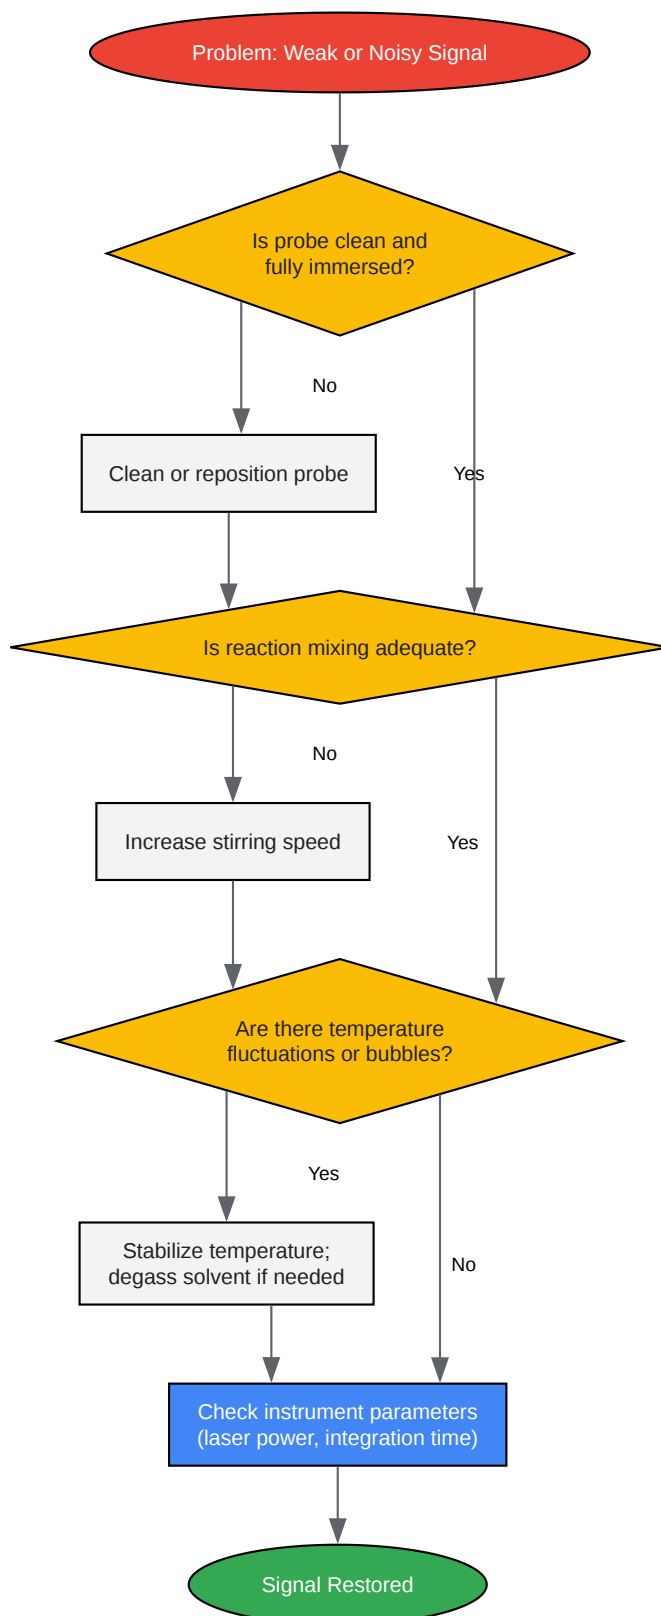 Problem: Weak or Noisy Signal
Is probe clean and
fully immersed?
No
Clean or reposition probe
Yes
Is reaction mixing adequate?
No
Increase stirring speed
Yes
Are there temperature
fluctuations or bubbles?
Yes
Stabilize temperature;
degass solvent if needed
No
Check instrument parameters
(laser power, integration time)
Signal Restored